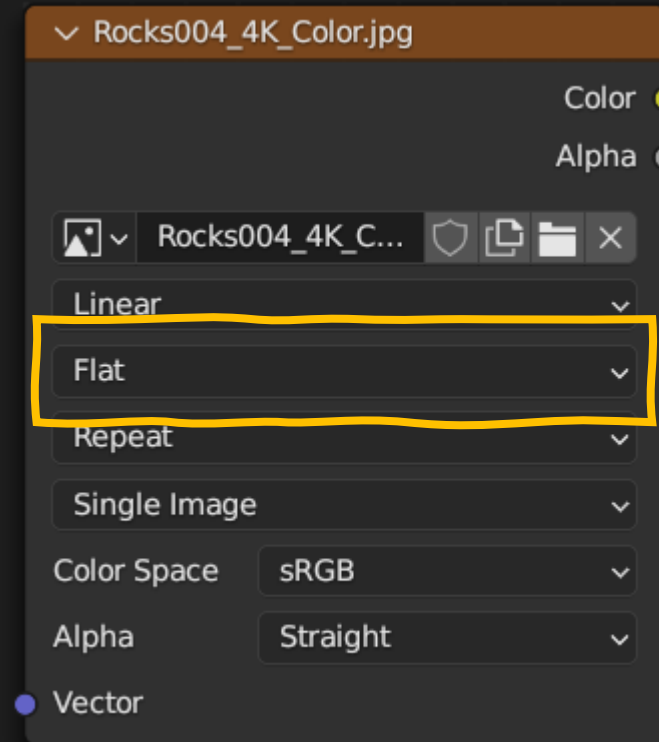 Rocks004_4K_Color.jpg
Color
Alpha
Rocks004_4K_C...
Linear
Flat
Repeat
Single Image
Color Space sRGB
Alpha Straight
Vector